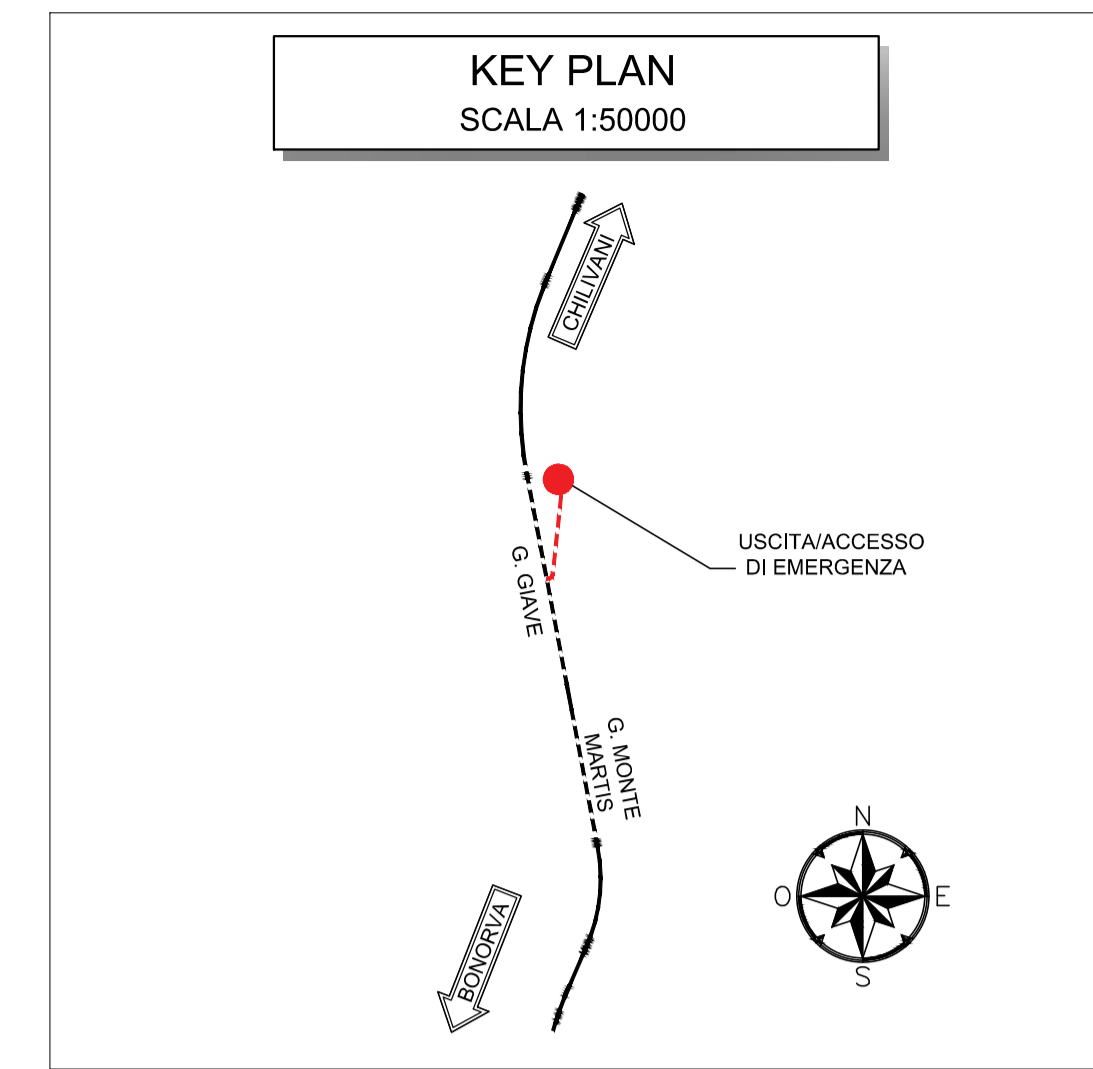 KEY PLAN
SCALA 1:50000
CHILIVANI
USCITA/ACCESSO
DI EMERGENZA
G. GIAVE
G. MONTE
MARTIS
BONORVA
N
O
E
S